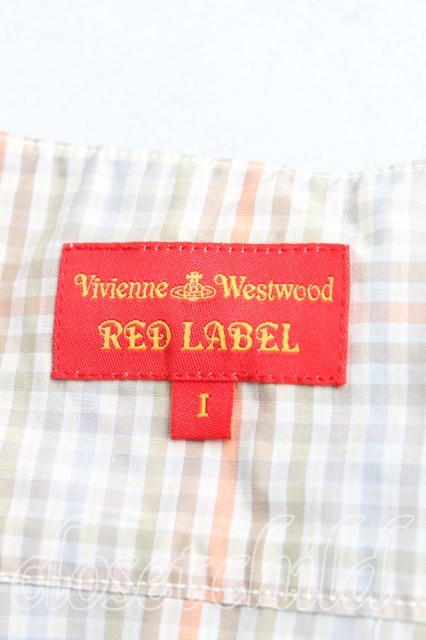 Vivienne Westwood
RED LABEL
I
closetchild